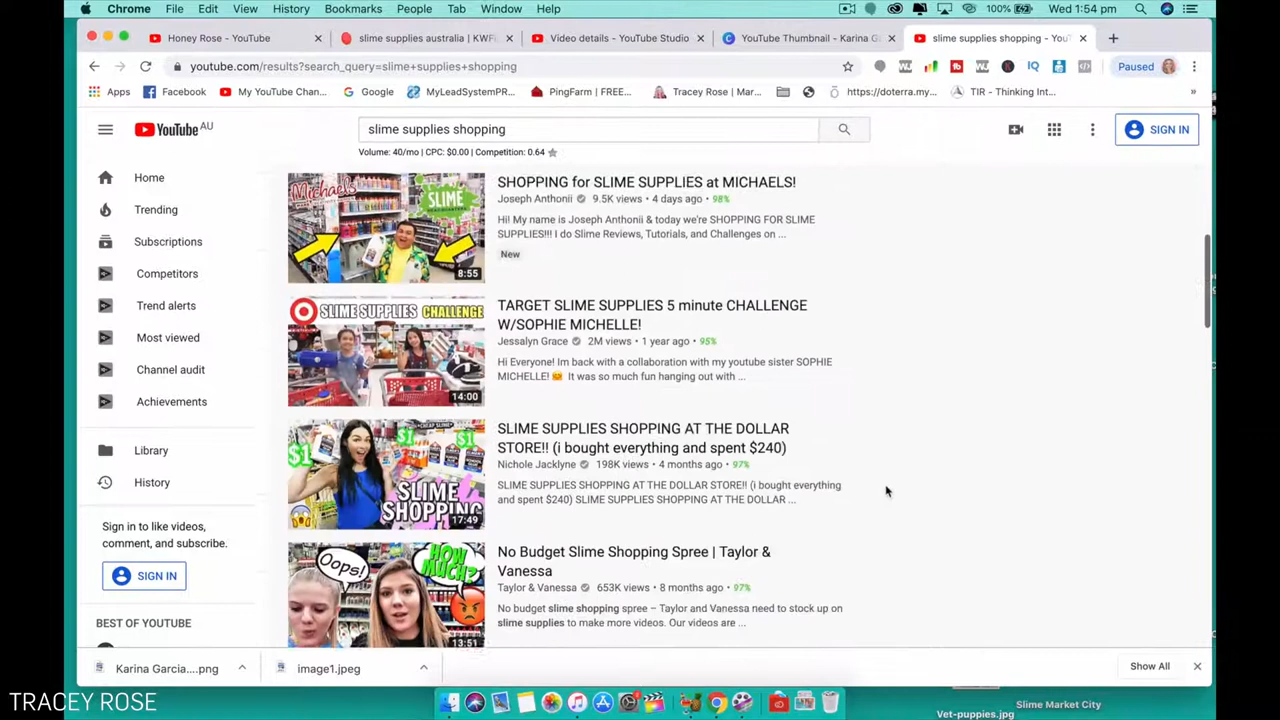 Chrome File Edit View History Bookmarks People Tab Window Help 100% Wed 1:54 pm
Honey Rose - YouTube
slime supplies australia | KWFi
Video details - YouTube Studio
YouTube Thumbnail - Karina G
slime supplies shopping - You
youtube.com/results?search_query=slime+supplies+shopping
IQ
Paused
Apps Facebook My YouTube Chan... Google MyLeadSystemPR... PingFarm | FREE... Tracey Rose | Mar... https://doterra.my... TIR - Thinking Int... »
YouTube AU
slime supplies shopping
SIGN IN
Volume: 40/mo | CPC: $0.00 | Competition: 0.64
Home
Trending
Subscriptions
Competitors
Trend alerts
Most viewed
Channel audit
Achievements
Library
History
Sign in to like videos,
comment, and subscribe.
SIGN IN
BEST OF YOUTUBE
Michaels
SLIME
8:55
SHOPPING for SLIME SUPPLIES at MICHAELS!
Joseph Anthonii 9.5K views • 4 days ago • 98%
Hi! My name is Joseph Anthonii & today we're SHOPPING FOR SLIME
SUPPLIES!!! I do Slime Reviews, Tutorials, and Challenges on ...
New
SLIME SUPPLIES CHALLENGE
14:00
TARGET SLIME SUPPLIES 5 minute CHALLENGE
W/SOPHIE MICHELLE!
Jessalyn Grace 2M views • 1 year ago • 95%
Hi Everyone! Im back with a collaboration with my youtube sister SOPHIE
MICHELLE! It was so much fun hanging out with ...
$1
$1
$1
SLIME
SHOPPING
17:49
SLIME SUPPLIES SHOPPING AT THE DOLLAR
STORE!! (i bought everything and spent $240)
Nichole Jacklyne 198K views • 4 months ago • 97%
SLIME SUPPLIES SHOPPING AT THE DOLLAR STORE!! (i bought everything
and spent $240) SLIME SUPPLIES SHOPPING AT THE DOLLAR ...
Oops!
HOW
MUCH?
13:51
No Budget Slime Shopping Spree | Taylor &
Vanessa
Taylor & Vanessa 653K views • 8 months ago • 97%
No budget slime shopping spree – Taylor and Vanessa need to stock up on
slime supplies to make more videos. Our videos are ...
Karina Garcia....png
image1.jpeg
Show All
TRACEY ROSE
Slime Market City
Vet-puppies.jpg